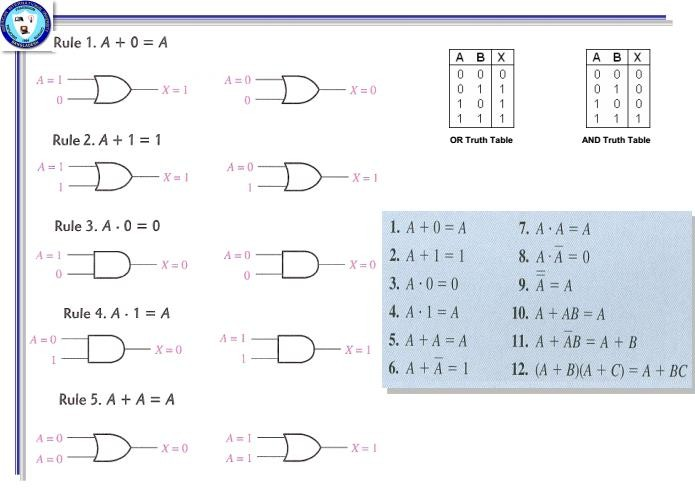 Rule 1. A + 0 = A
A = 1
0
X = 1
A = 0
0
X = 0
Rule 2. A + 1 = 1
A = 1
1
X = 1
A = 0
1
X = 1
Rule 3. A · 0 = 0
A = 1
0
X = 0
A = 0
0
X = 0
Rule 4. A · 1 = A
A = 0
1
X = 0
A = 1
1
X = 1
Rule 5. A + A = A
A = 0
A = 0
X = 0
A = 1
A = 1
X = 1
A B X
0 0 0
0 1 1
1 0 1
1 1 1
OR Truth Table
A B X
0 0 0
0 1 0
1 0 0
1 1 1
AND Truth Table
1. A + 0 = A
2. A + 1 = 1
3. A · 0 = 0
4. A · 1 = A
5. A + A = A
6. A + A̅ = 1
7. A · A = A
8. A · A̅ = 0
9. A̿ = A
10. A + AB = A
11. A + A̅B = A + B
12. (A + B)(A + C) = A + BC